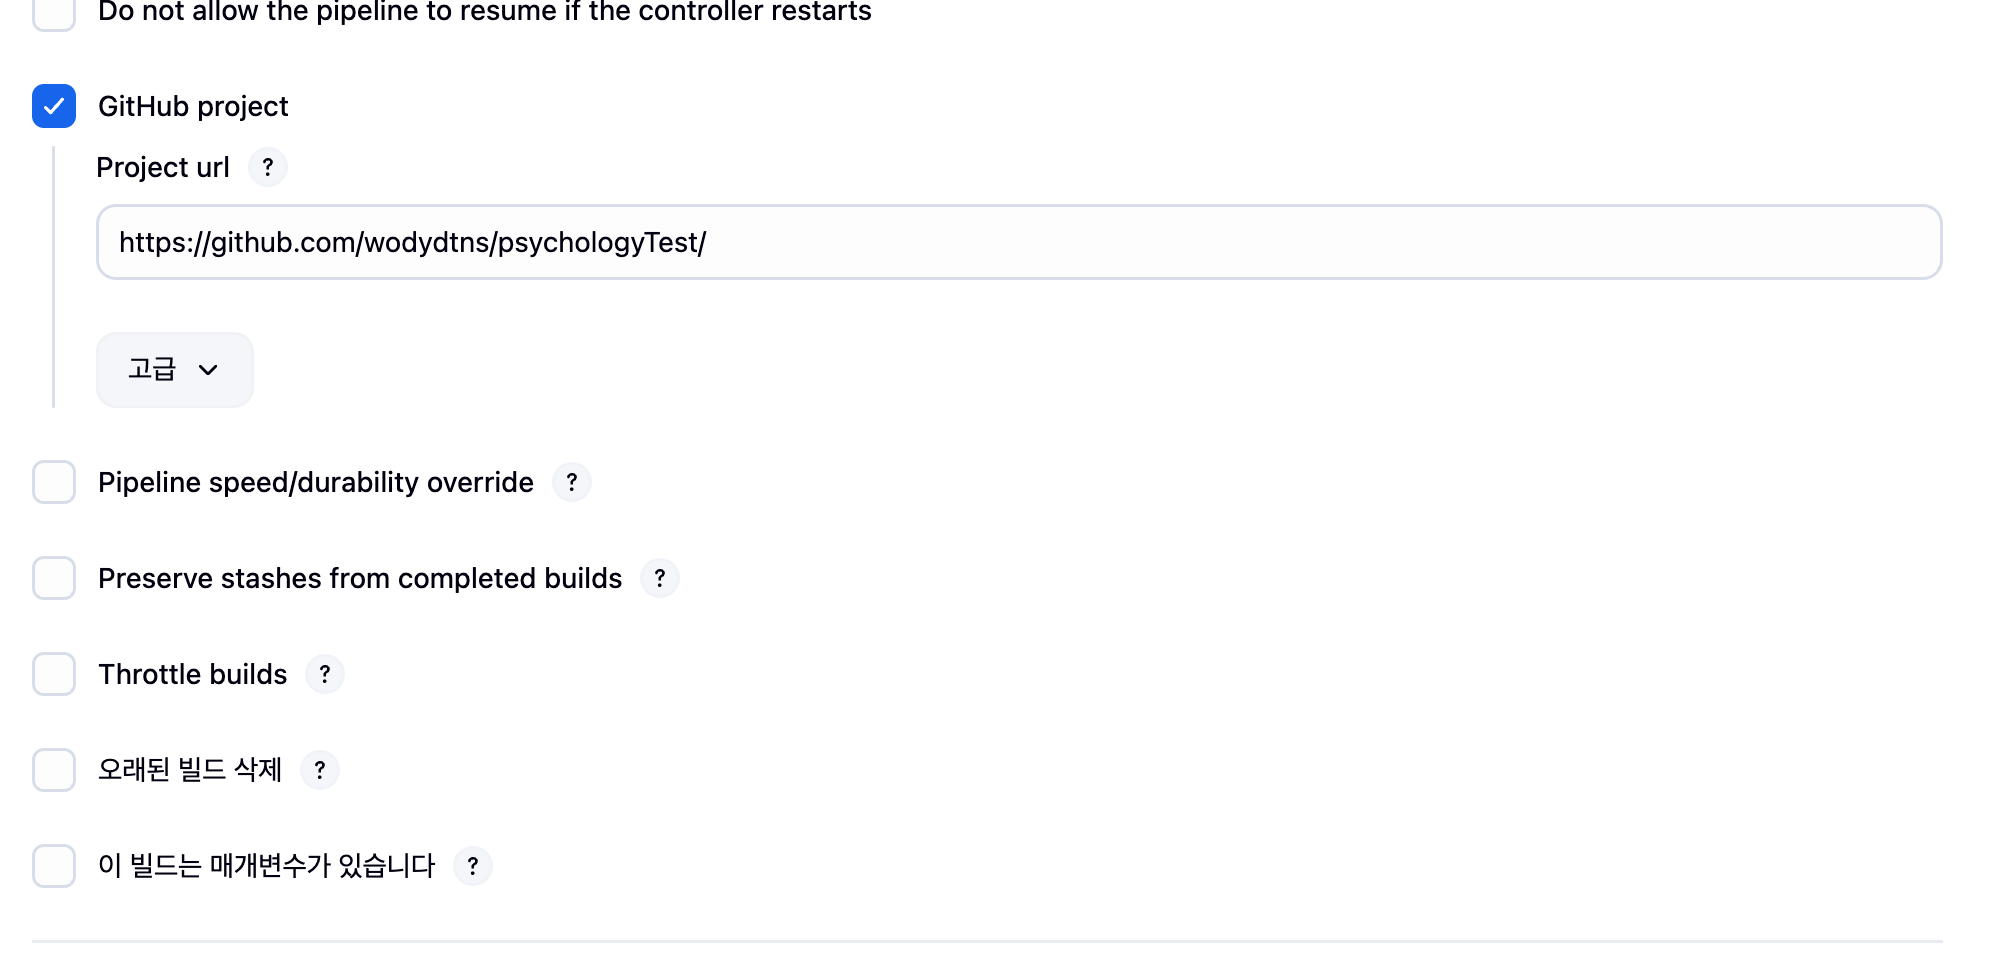 Do not allow the pipeline to resume if the controller restarts
GitHub project
Project url ?
https://github.com/wodydtns/psychologyTest/
고급
Pipeline speed/durability override ?
Preserve stashes from completed builds ?
Throttle builds ?
오래된 빌드 삭제 ?
이 빌드는 매개변수가 있습니다 ?